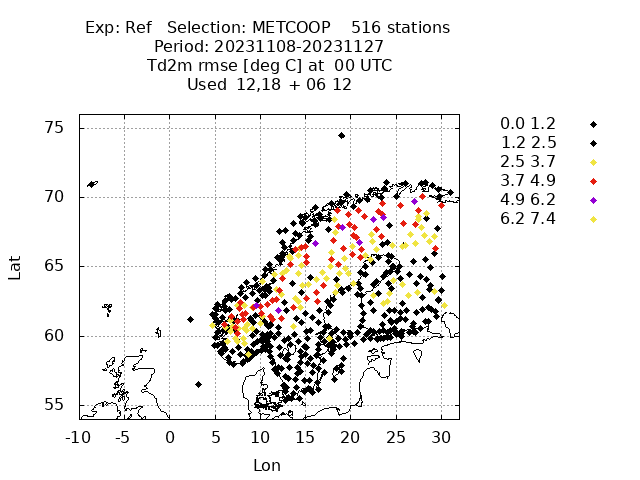 Exp: Ref   Selection: METCOOP    516 stations
Period: 20231108-20231127
Td2m rmse [deg C] at  00 UTC
Used  12,18 + 06 12
0.0 1.2
1.2 2.5
2.5 3.7
3.7 4.9
4.9 6.2
6.2 7.4
75
70
65
60
55
Lat
-10 -5 0 5 10 15 20 25 30
Lon